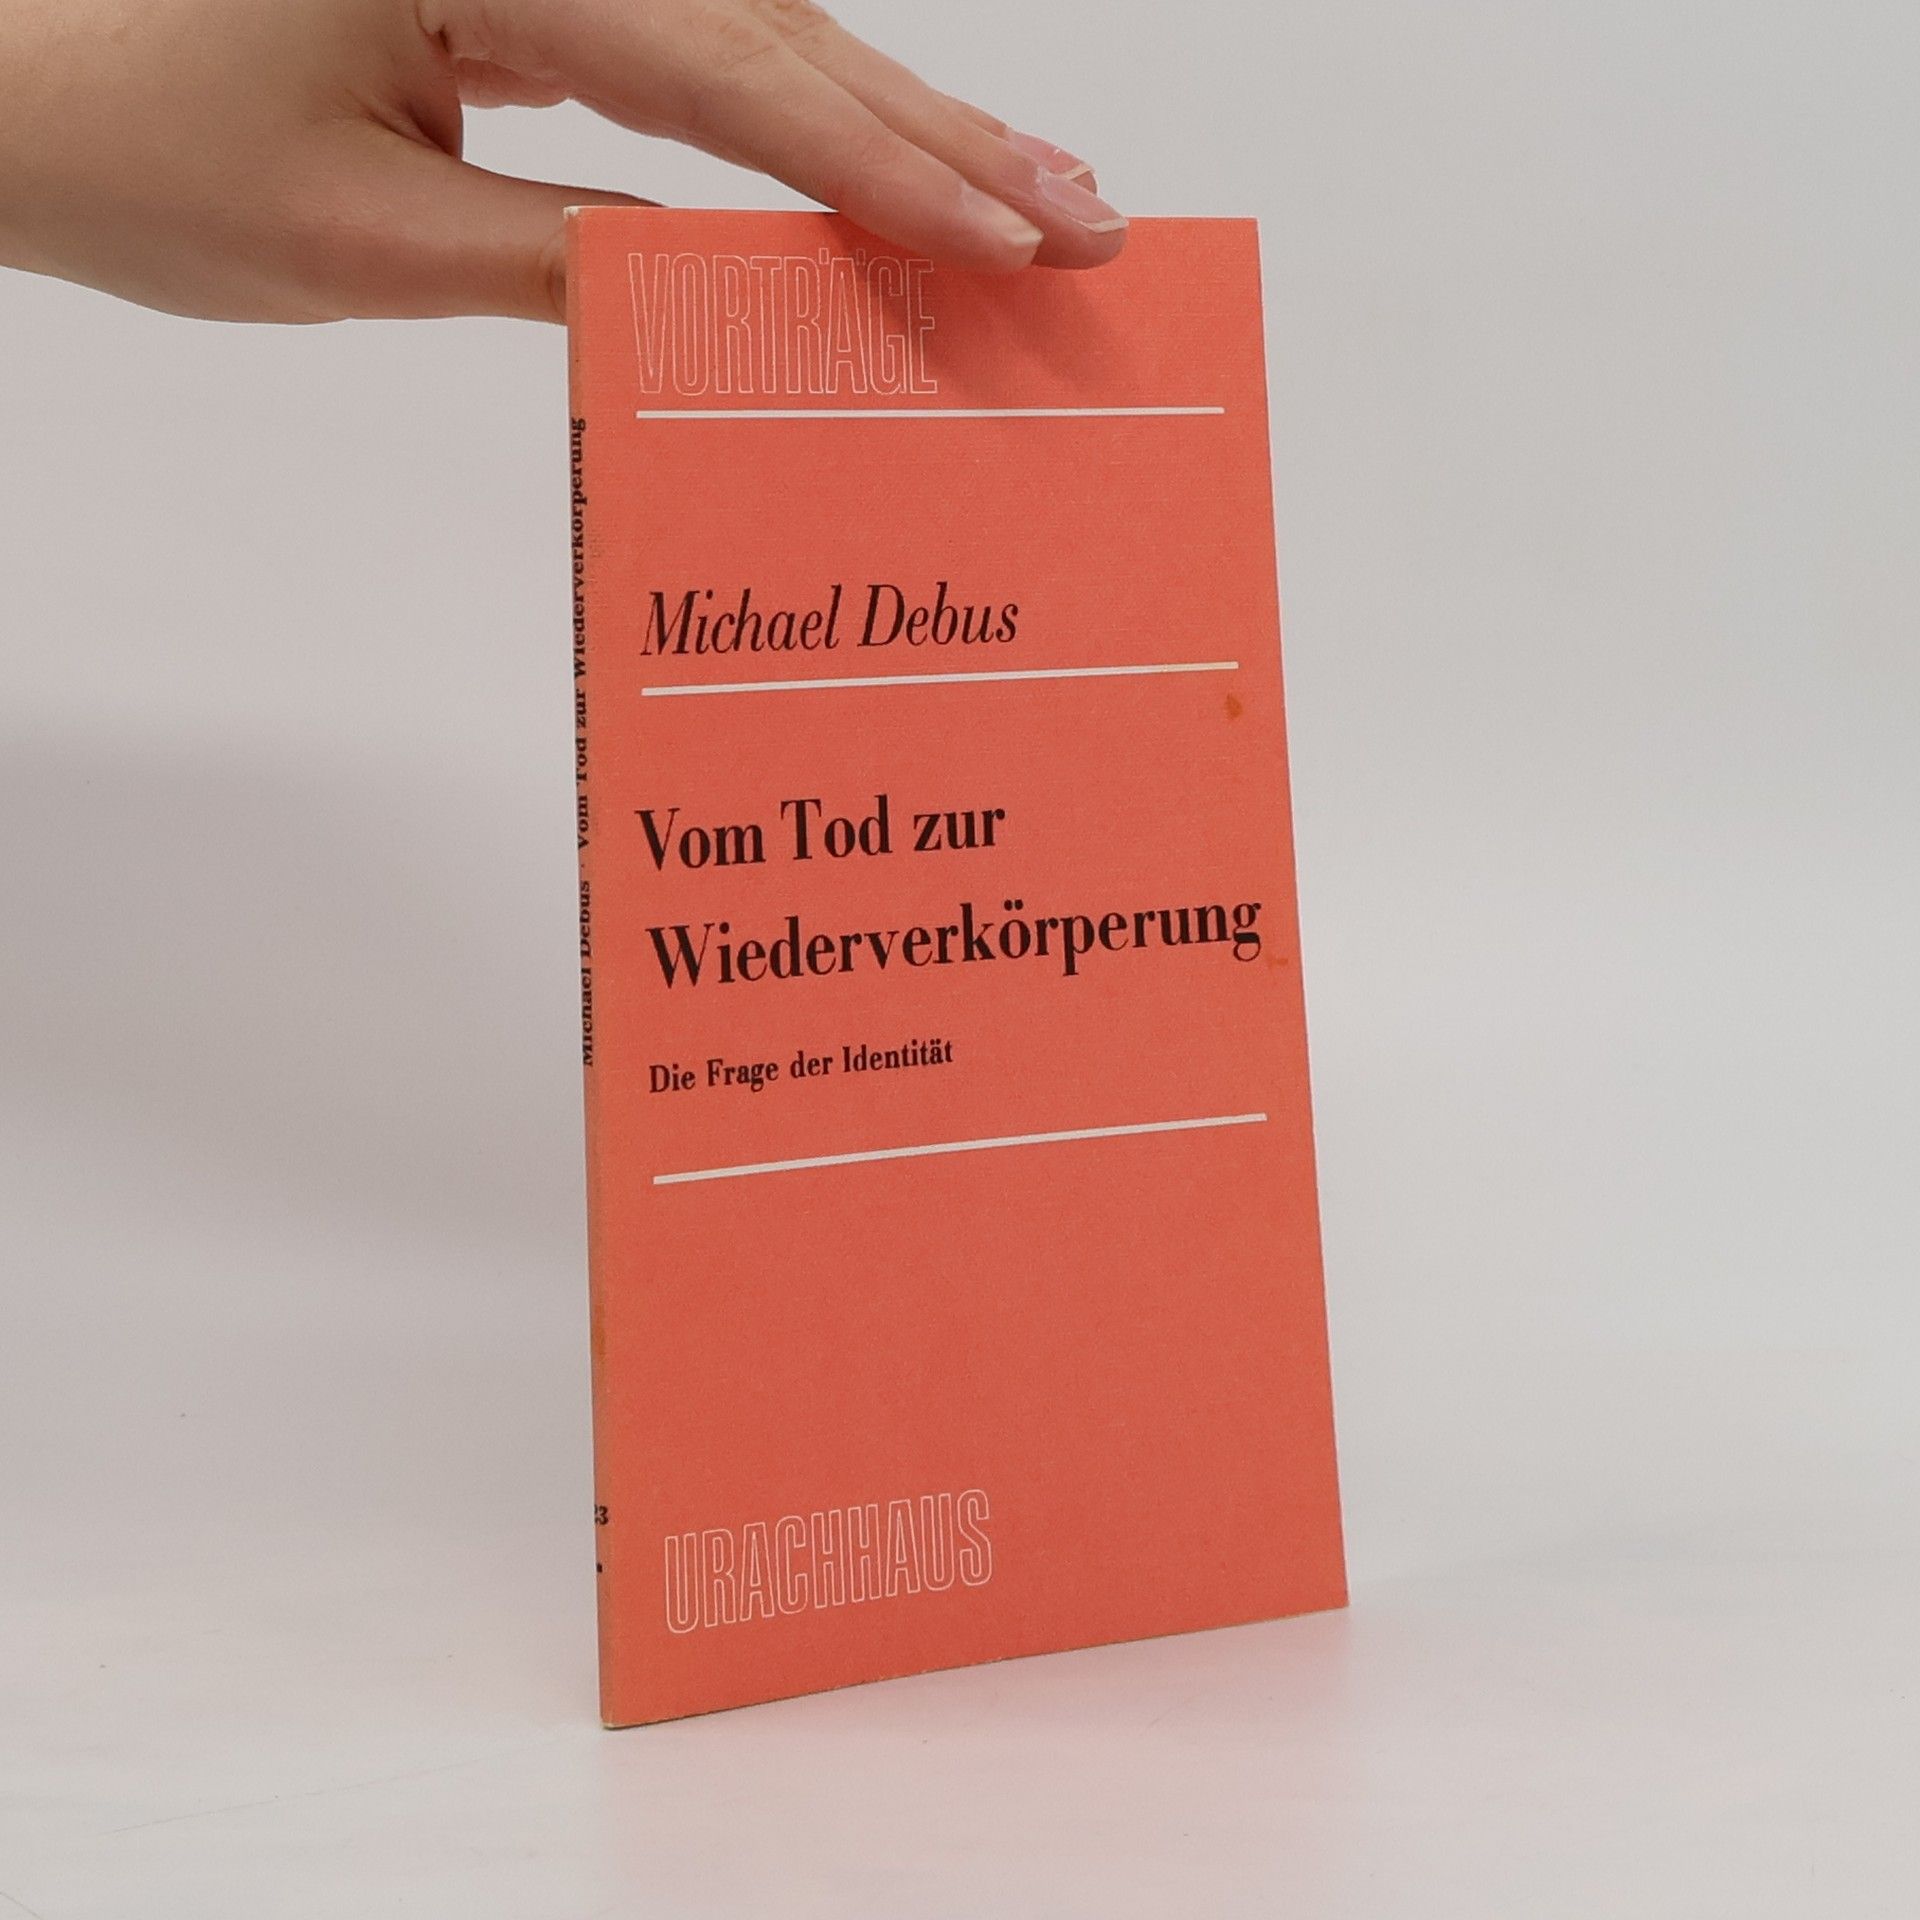 VORTRÄGE
Michael Debus
Vom Tod zur
Wiederverkörperung
Die Frage der Identität
URACHHAUS
Michael Debus · Vom Tod zur Wiederverkörperung